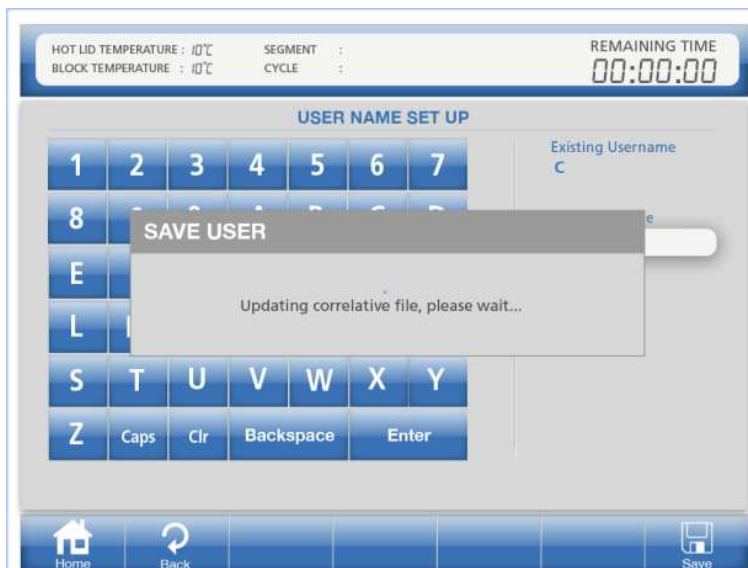 HOT LID TEMPERATURE : 10°C SEGMENT :
REMAINING TIME
BLOCK TEMPERATURE : 10°C CYCLE :
00:00:00
USER NAME SET UP
Existing Username
C
1 2 3 4 5 6 7
8
SAVE USER
E
Updating correlative file, please wait...
L
S T U V W X Y
Z Caps Clr Backspace Enter
Home Back Save